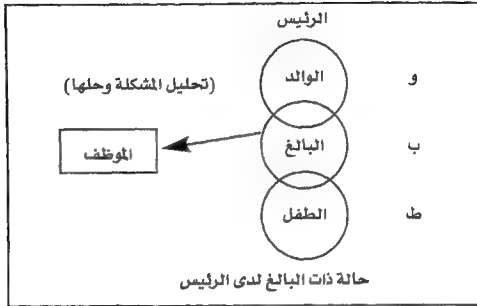 الرئيس
و الوالد (تحليل المشكلة وحلها)
ب البالغ الموظف
ط الطفل
حالة ذات البالغ لدى الرئيس